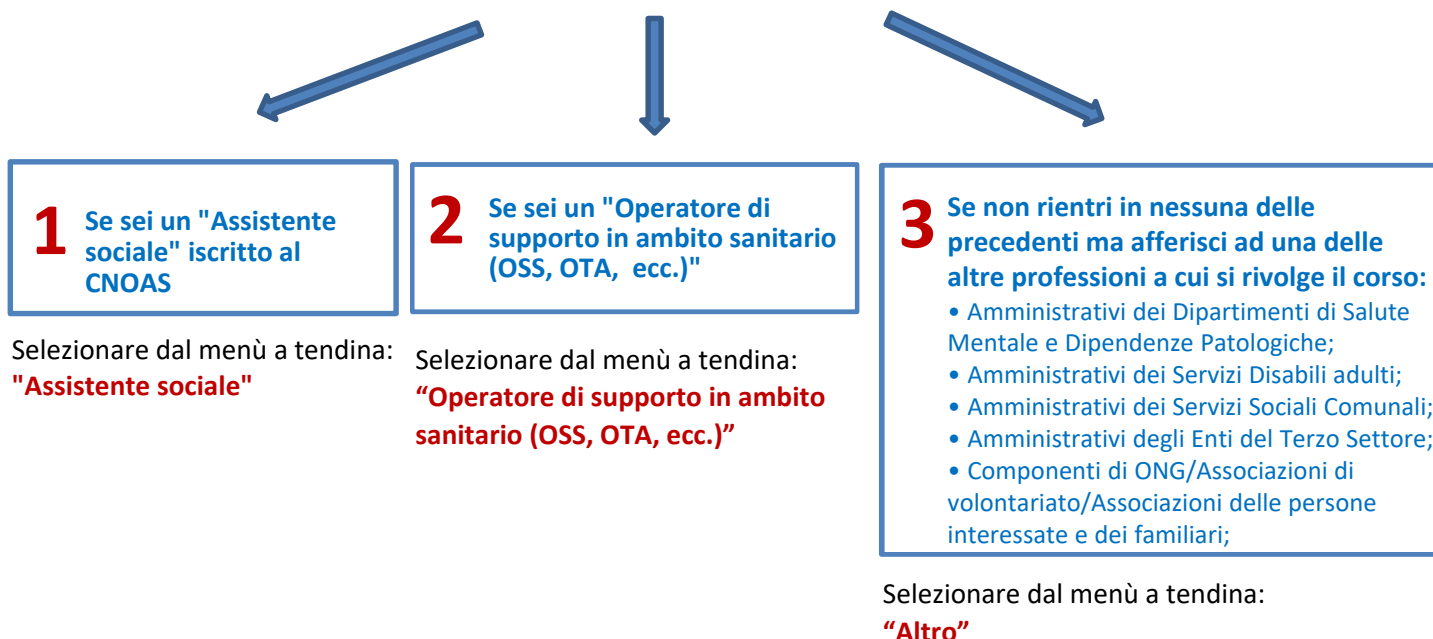 1
Se sei un "Assistente
sociale" iscritto al
CNOAS
Selezionare dal menù a tendina:
"Assistente sociale"
2
Se sei un "Operatore di
supporto in ambito sanitario
(OSS, OTA, ecc.)"
Selezionare dal menù a tendina:
“Operatore di supporto in ambito
sanitario (OSS, OTA, ecc.)”
3
Se non rientri in nessuna delle
precedenti ma afferisci ad una delle
altre professioni a cui si rivolge il corso:
• Amministrativi dei Dipartimenti di Salute
Mentale e Dipendenze Patologiche;
• Amministrativi dei Servizi Disabili adulti;
• Amministrativi dei Servizi Sociali Comunali;
• Amministrativi degli Enti del Terzo Settore;
• Componenti di ONG/Associazioni di
volontariato/Associazioni delle persone
interessate e dei familiari;
Selezionare dal menù a tendina:
“Altro”